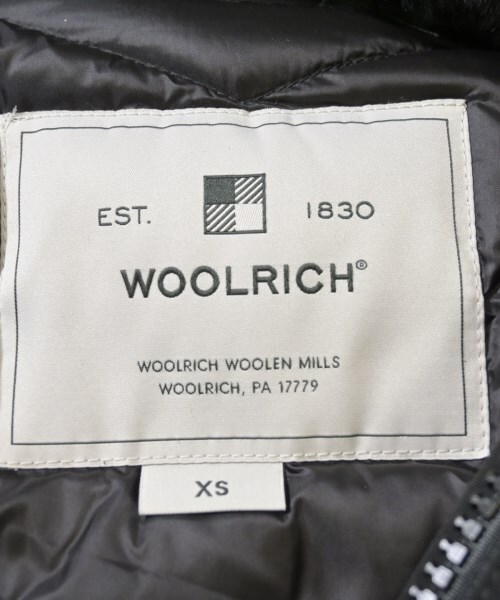 EST. 1830
WOOLRICH®
WOOLRICH WOOLEN MILLS
WOOLRICH, PA 17779
XS